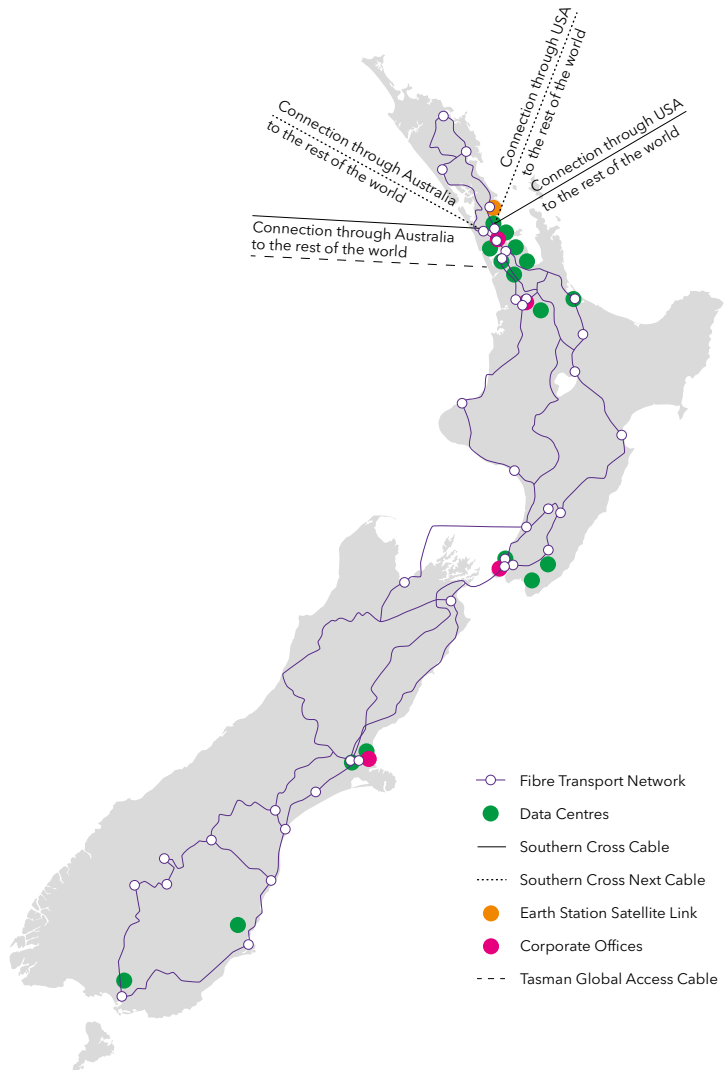 Connection through USA
to the rest of the world
Connection through USA
to the rest of the world
Connection through Australia
to the rest of the world
Connection through Australia
to the rest of the world
Fibre Transport Network
Data Centres
Southern Cross Cable
Southern Cross Next Cable
Earth Station Satellite Link
Corporate Offices
Tasman Global Access Cable